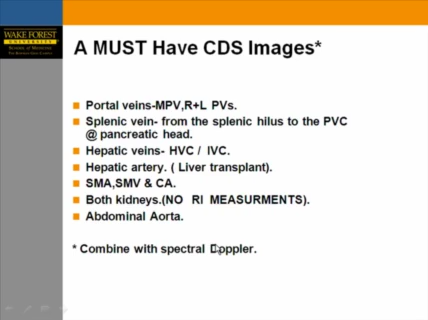 WAKE FOREST
UNIVERSITY
SCHOOL of MEDICINE
A MUST Have CDS Images*
Portal veins-MPV,R+L PVs.
Splenic vein- from the splenic hilus to the PVC
@ pancreatic head.
Hepatic veins- HVC / IVC.
Hepatic artery. ( Liver transplant).
SMA,SMV & CA.
Both kidneys.(NO RI MEASURMENTS).
Abdominal Aorta.
* Combine with spectral Doppler.